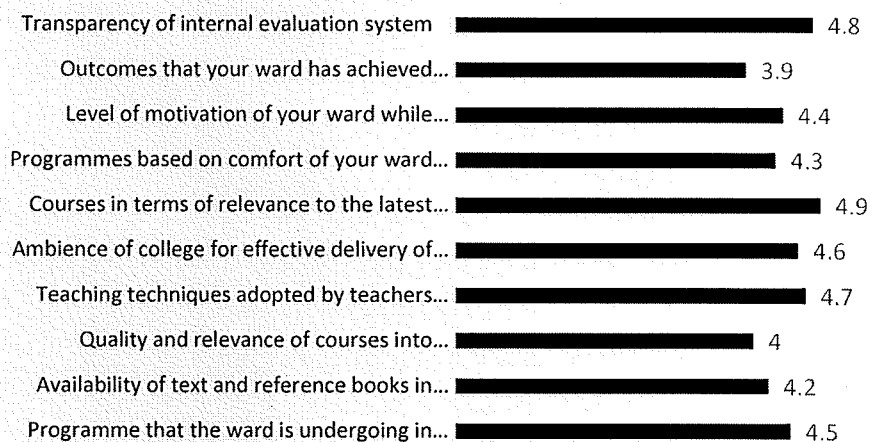 Transparency of internal evaluation system 4.8
Outcomes that your ward has achieved... 3.9
Level of motivation of your ward while... 4.4
Programmes based on comfort of your ward... 4.3
Courses in terms of relevance to the latest... 4.9
Ambience of college for effective delivery of... 4.6
Teaching techniques adopted by teachers... 4.7
Quality and relevance of courses into... 4
Availability of text and reference books in... 4.2
Programme that the ward is undergoing in... 4.5